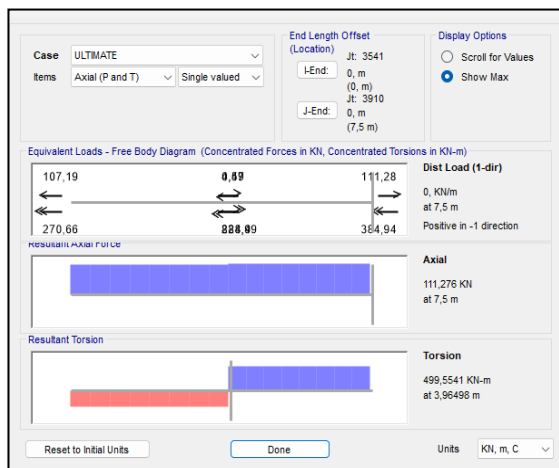 Case ULTIMATE
Items Axial (P and T) Single valued
End Length Offset
(Location)
Jt: 3541
I-End: 0, m
(0, m)
Jt: 3910
J-End: 0, m
(7,5 m)
Display Options
Scroll for Values
Show Max
Equivalent Loads - Free Body Diagram (Concentrated Forces in KN, Concentrated Torsions in KN-m)
107,19 111,28
270,66 384,94
Dist Load (1-dir)
0, KN/m
at 7,5 m
Positive in -1 direction
Resultant Axial Force
Axial
111,276 KN
at 7,5 m
Resultant Torsion
Torsion
499,5541 KN-m
at 3,96498 m
Reset to Initial Units Done Units KN, m, C